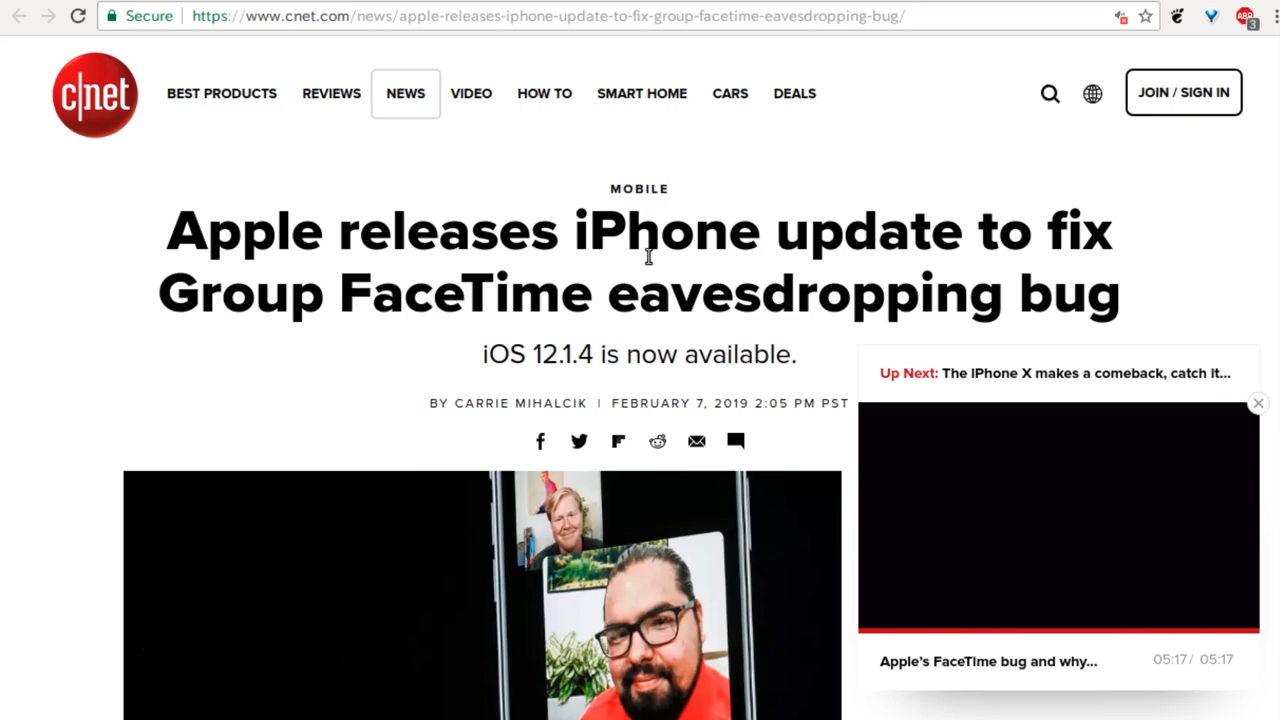 Secure https://www.cnet.com/news/apple-releases-iphone-update-to-fix-group-facetime-eavesdropping-bug/
ABP
3
c|net BEST PRODUCTS REVIEWS NEWS VIDEO HOW TO SMART HOME CARS DEALS JOIN / SIGN IN
MOBILE
Apple releases iPhone update to fix
Group FaceTime eavesdropping bug
iOS 12.1.4 is now available.
BY CARRIE MIHALCIK | FEBRUARY 7, 2019 2:05 PM PST
Up Next: The iPhone X makes a comeback, catch it...
Apple's FaceTime bug and why... 05:17 / 05:17